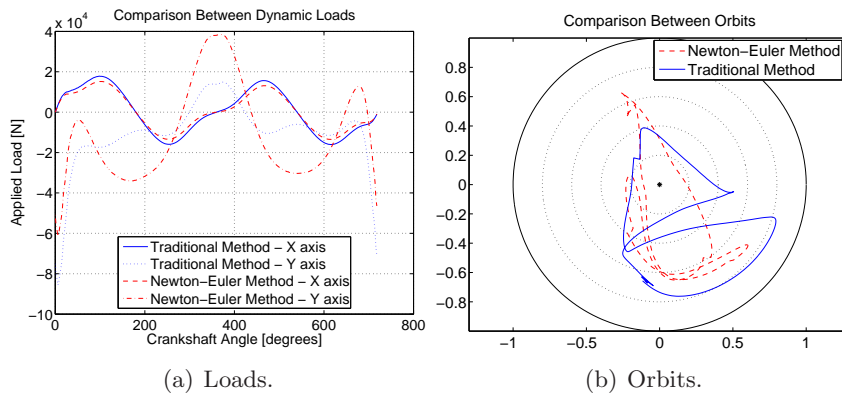 Comparison Between Dynamic Loads
x 10^4
4
2
0
−2
−4
−6
−8
−10
0
200
400
600
800
Applied Load [N]
Crankshaft Angle [degrees]
Traditional Method − X axis
Traditional Method − Y axis
Newton−Euler Method − X axis
Newton−Euler Method − Y axis
(a) Loads.
Comparison Between Orbits
Newton−Euler Method
Traditional Method
0.8
0.6
0.4
0.2
0
−0.2
−0.4
−0.6
−0.8
−1
−0.5
0
0.5
1
(b) Orbits.